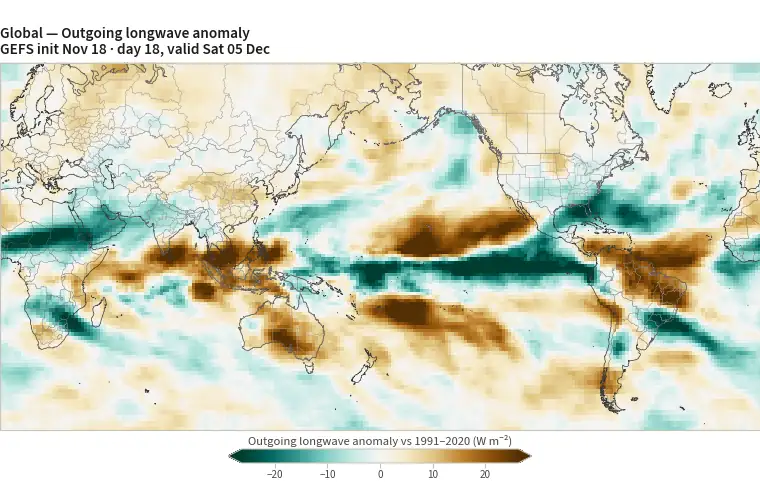 Global — Outgoing longwave anomaly
GEFS init Nov 18 · day 18, valid Sat 05 Dec
Outgoing longwave anomaly vs 1991–2020 (W m⁻²)
−20 −10 0 10 20